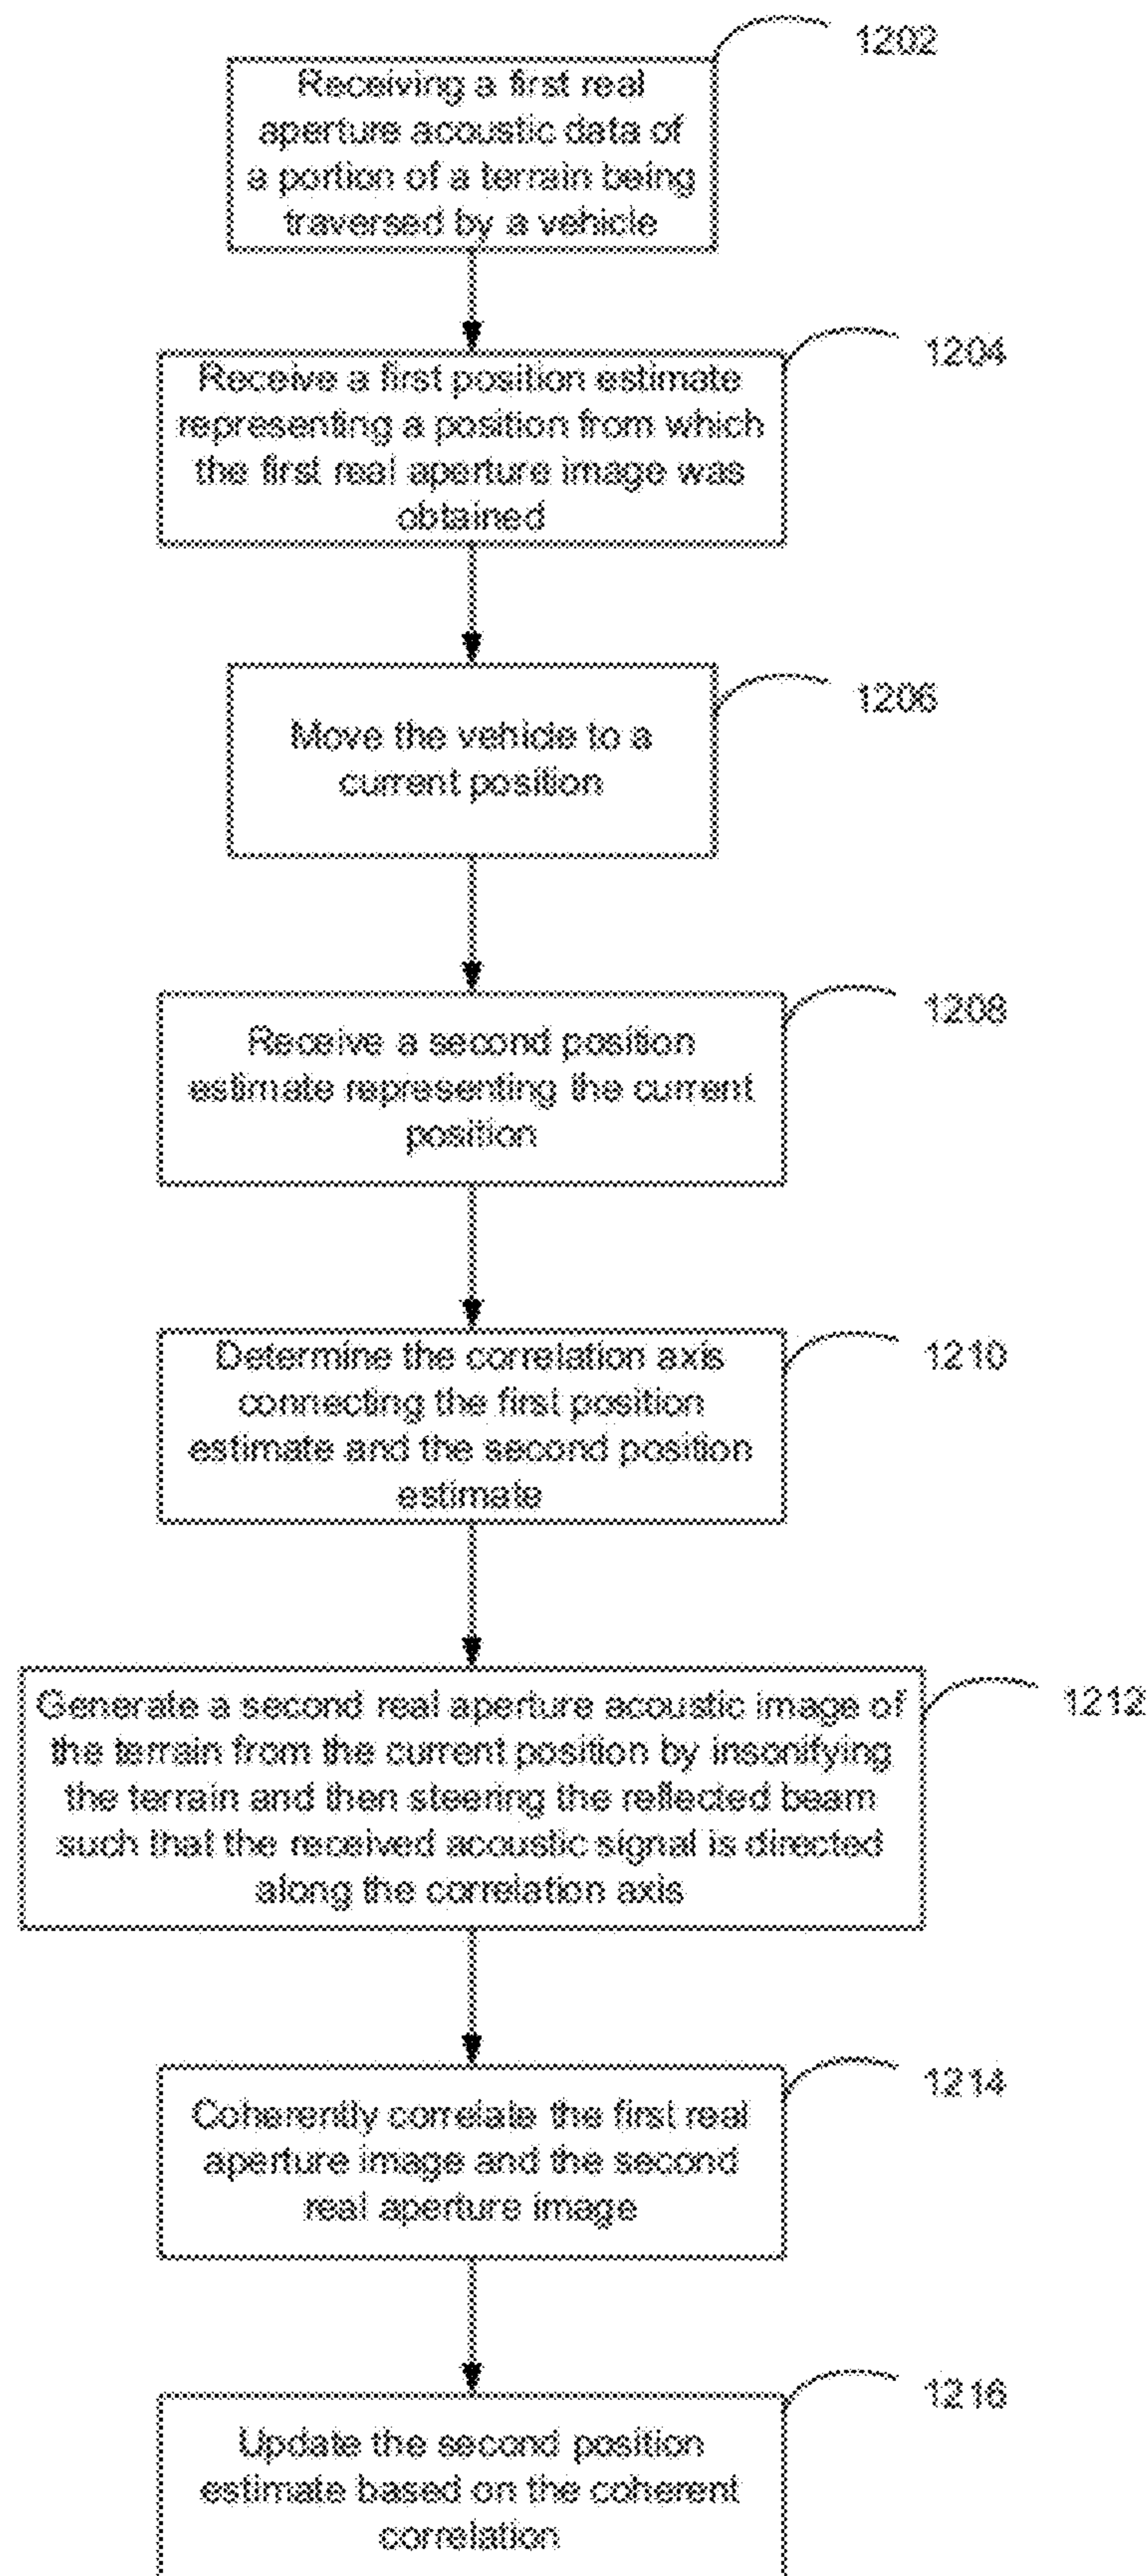 1202
Receiving a first real
aperture acoustic data of
a portion of a terrain being
traversed by a vehicle
1204
Receive a first position estimate
representing a position from which
the first real aperture image was
obtained
1206
Move the vehicle to a
current position
1208
Receive a second position
estimate representing the current
position
1210
Determine the correlation axis
connecting the first position
estimate and the second position
estimate
1212
Generate a second real aperture acoustic image of
the terrain from the current position by insonifying
the terrain and then steering the reflected beam
such that the received acoustic signal is directed
along the correlation axis
1214
Coherently correlate the first real
aperture image and the second
real aperture image
1216
Update the second position
estimate based on the coherent
correlation